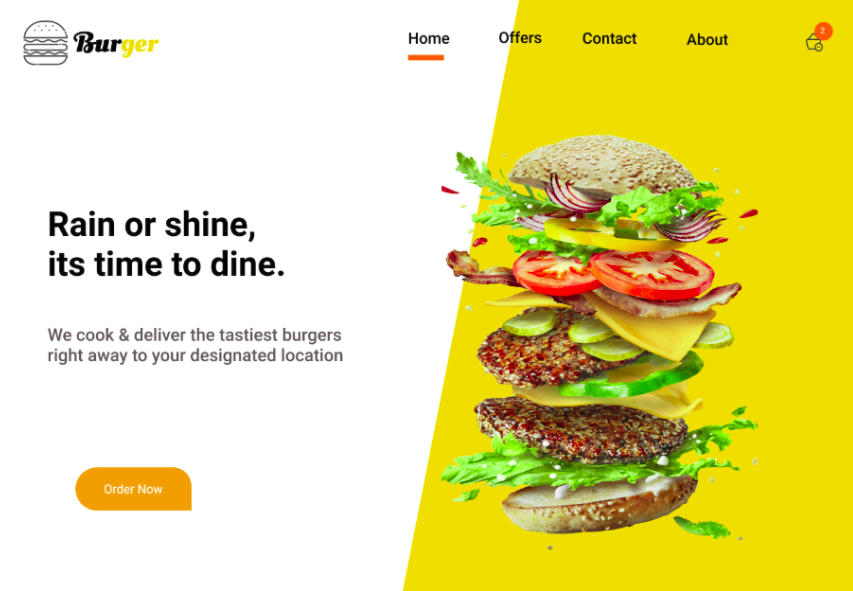 Burger
Home Offers Contact About
2
Rain or shine,
its time to dine.
We cook & deliver the tastiest burgers
right away to your designated location
Order Now